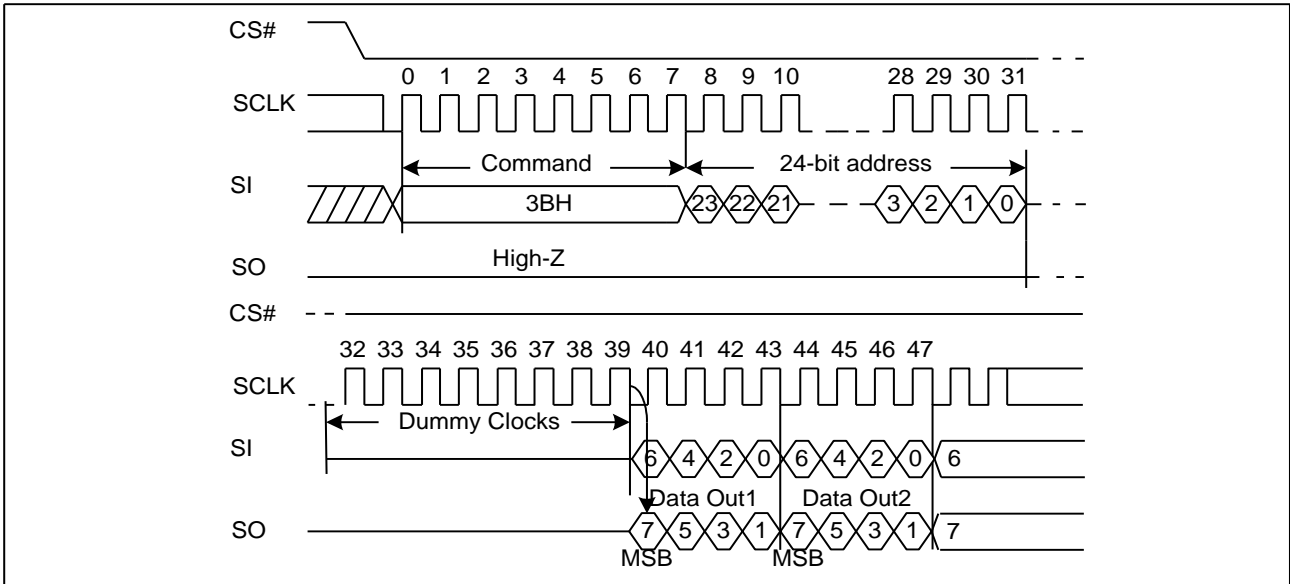 CS#
0 1 2 3 4 5 6 7 8 9 10 28 29 30 31
SCLK
Command 24-bit address
SI
3BH 23 22 21 3 2 1 0
High-Z
SO
CS#
32 33 34 35 36 37 38 39 40 41 42 43 44 45 46 47
SCLK
Dummy Clocks
SI 6 4 2 0 6 4 2 0 6
Data Out1 Data Out2
SO 7 5 3 1 7 5 3 1 7
MSB MSB